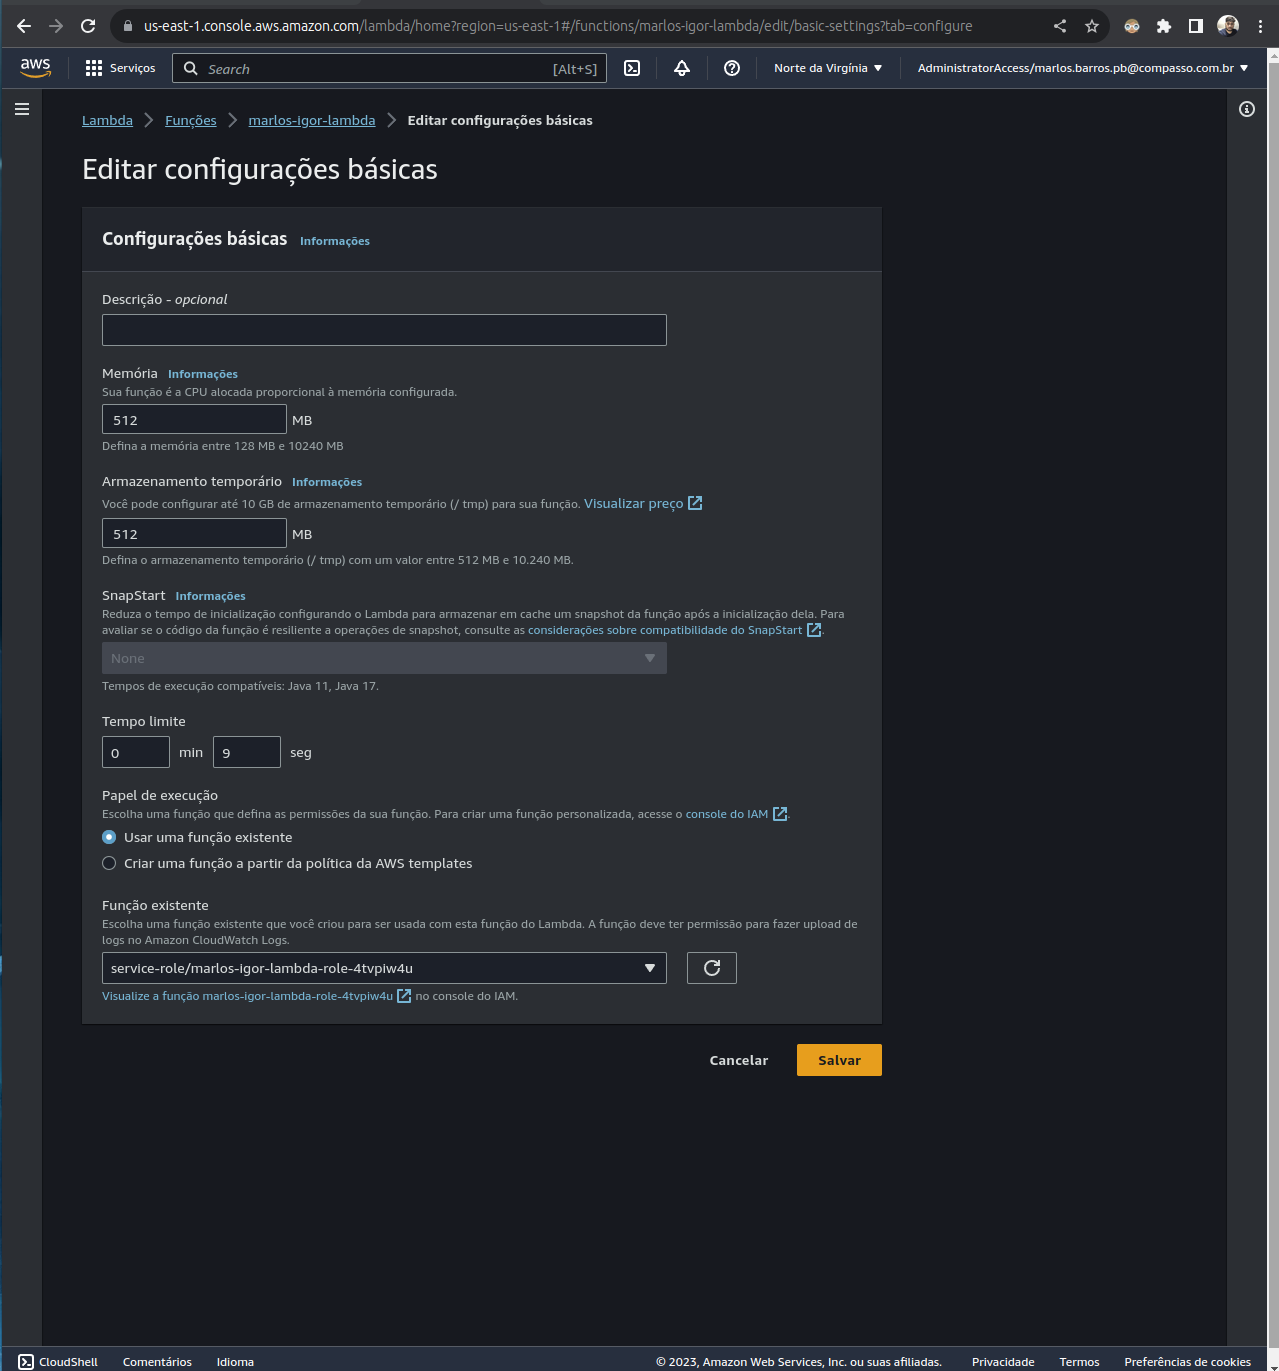 us-east-1.console.aws.amazon.com/lambda/home?region=us-east-1#/functions/marlos-igor-lambda/edit/basic-settings?tab=configure
aws Serviços Search [Alt+S] Norte da Virgínia AdministratorAccess/marlos.barros.pb@compasso.com.br
Lambda Funções marlos-igor-lambda Editar configurações básicas
Editar configurações básicas
Configurações básicas Informações
Descrição - opcional
Memória Informações
Sua função é a CPU alocada proporcional à memória configurada.
512 MB
Defina a memória entre 128 MB e 10240 MB
Armazenamento temporário Informações
Você pode configurar até 10 GB de armazenamento temporário (/ tmp) para sua função. Visualizar preço
512 MB
Defina o armazenamento temporário (/ tmp) com um valor entre 512 MB e 10.240 MB.
SnapStart Informações
Reduza o tempo de inicialização configurando o Lambda para armazenar em cache um snapshot da função após a inicialização dela. Para
avaliar se o código da função é resiliente a operações de snapshot, consulte as considerações sobre compatibilidade do SnapStart .
None
Tempos de execução compatíveis: Java 11, Java 17.
Tempo limite
0 min 9 seg
Papel de execução
Escolha uma função que defina as permissões da sua função. Para criar uma função personalizada, acesse o console do IAM .
Usar uma função existente
Criar uma função a partir da política da AWS templates
Função existente
Escolha uma função existente que você criou para ser usada com esta função do Lambda. A função deve ter permissão para fazer upload de
logs no Amazon CloudWatch Logs.
service-role/marlos-igor-lambda-role-4tvpiw4u
Visualize a função marlos-igor-lambda-role-4tvpiw4u no console do IAM.
Cancelar Salvar
CloudShell Comentários Idioma © 2023, Amazon Web Services, Inc. ou suas afiliadas. Privacidade Termos Preferências de cookies